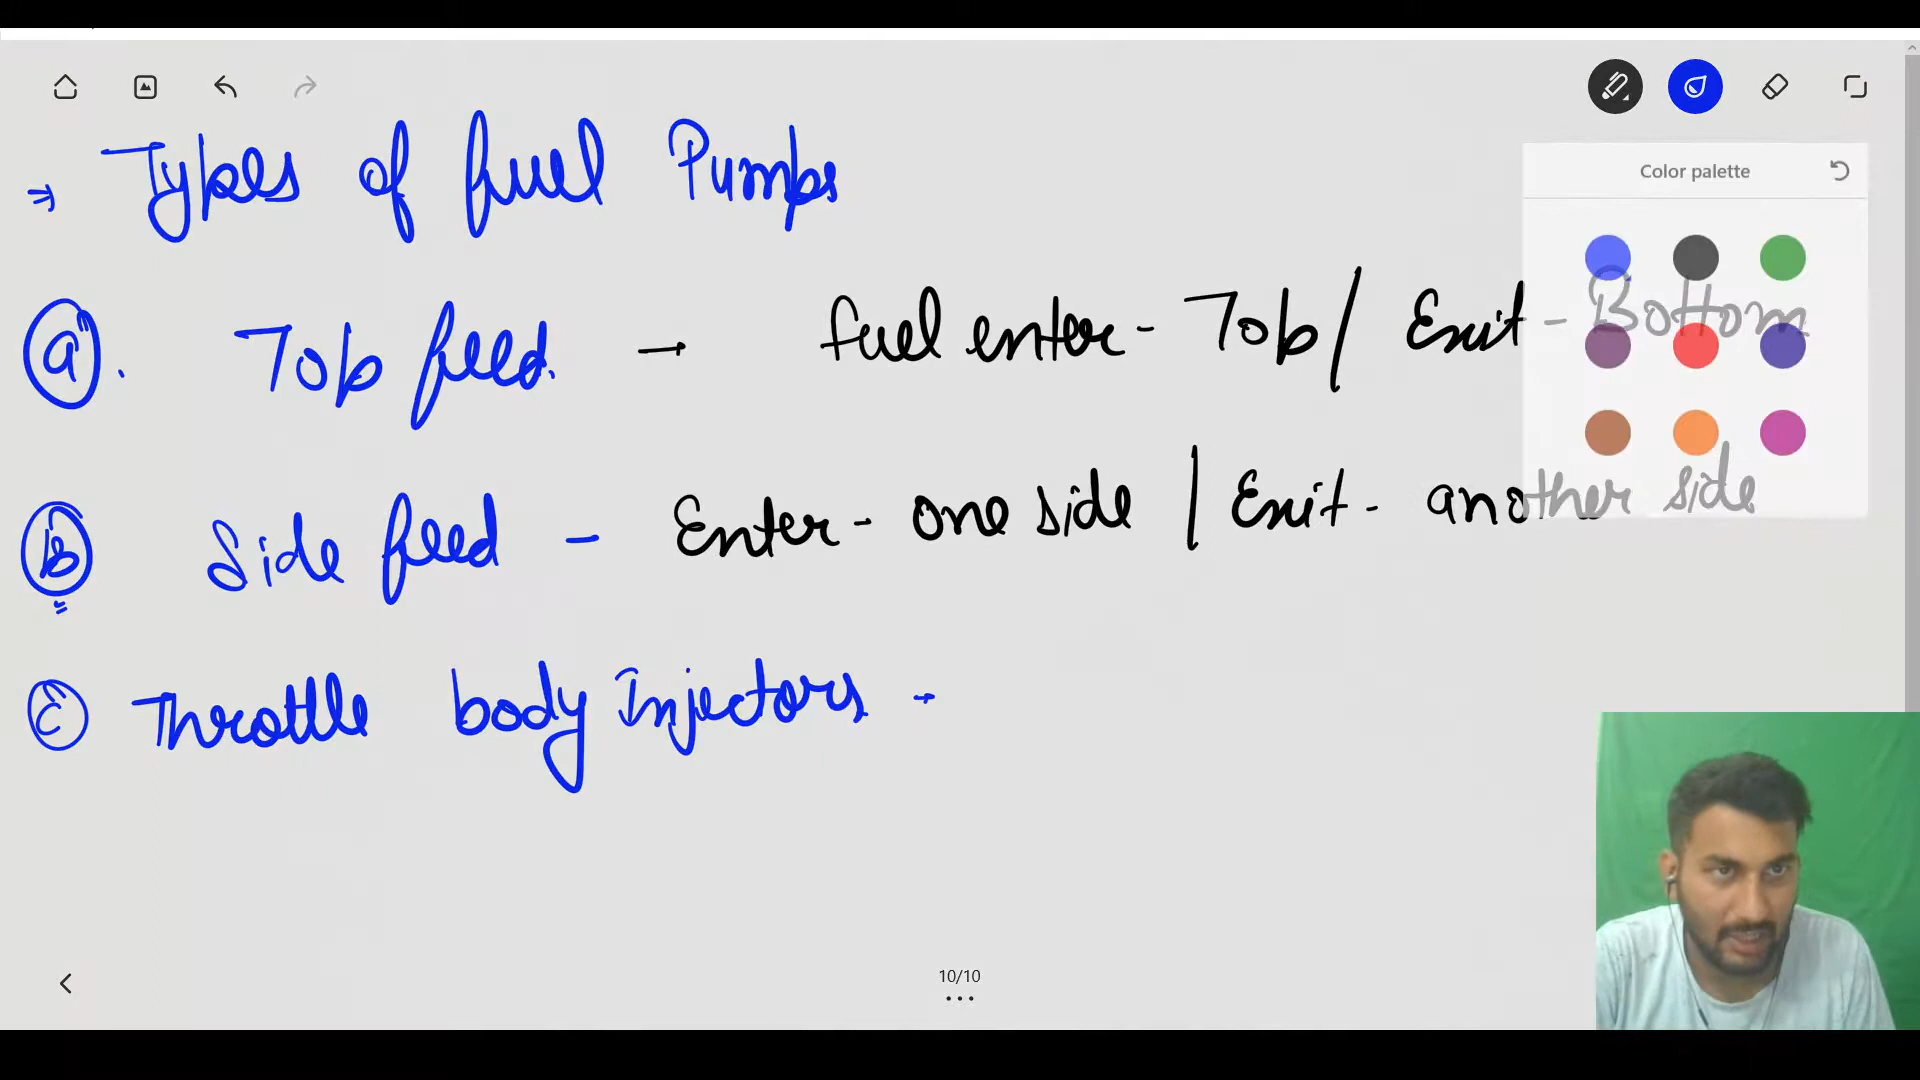 Color palette
⇒ Types of fuel Pumps
(a). Top feed. → fuel enter - Top / Exit - Bottom
(b) Side feed - Enter - one side | Exit - another side
(c) Throttle body Injectors -
10/10